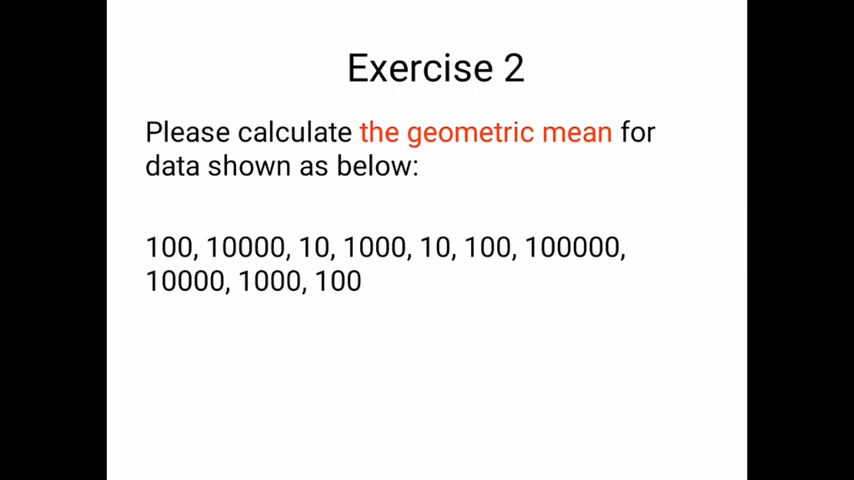 Exercise 2
Please calculate the geometric mean for
data shown as below:
100, 10000, 10, 1000, 10, 100, 100000,
10000, 1000, 100